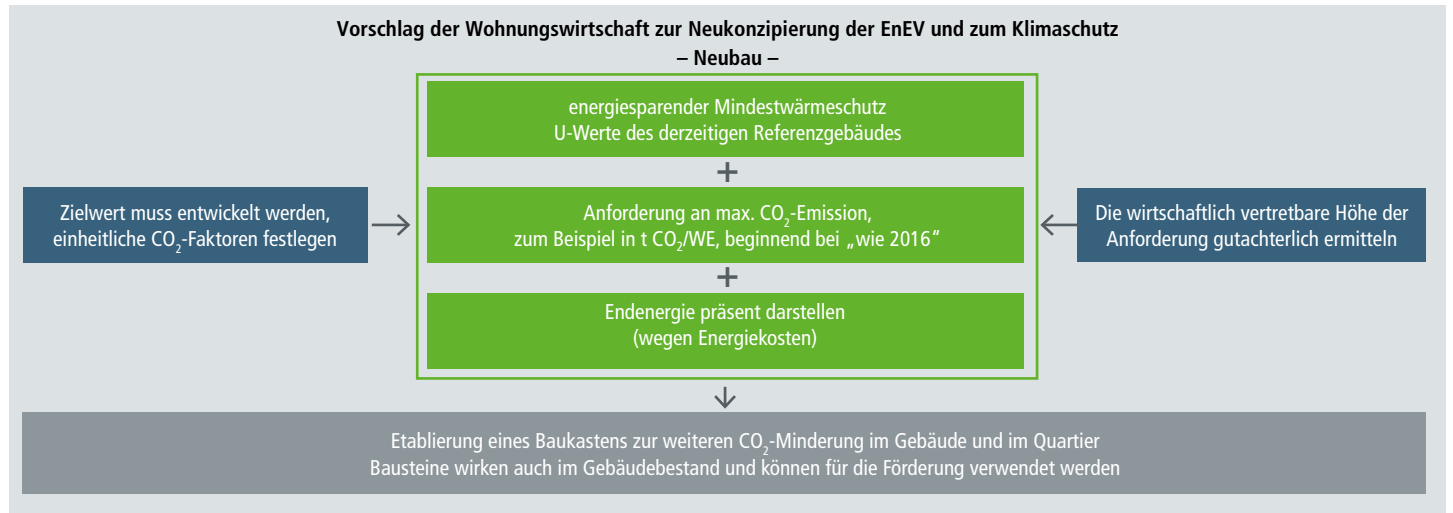 Vorschlag der Wohnungswirtschaft zur Neukonzipierung der EnEV und zum Klimaschutz
– Neubau –
energiesparender Mindestwärmeschutz
U-Werte des derzeitigen Referenzgebäudes
+
Zielwert muss entwickelt werden,
einheitliche CO₂-Faktoren festlegen
Anforderung an max. CO₂-Emission,
zum Beispiel in t CO₂/WE, beginnend bei „wie 2016“
Die wirtschaftlich vertretbare Höhe der
Anforderung gutachterlich ermitteln
+
Endenergie präsent darstellen
(wegen Energiekosten)
Etablierung eines Baukastens zur weiteren CO₂-Minderung im Gebäude und im Quartier
Bausteine wirken auch im Gebäudebestand und können für die Förderung verwendet werden